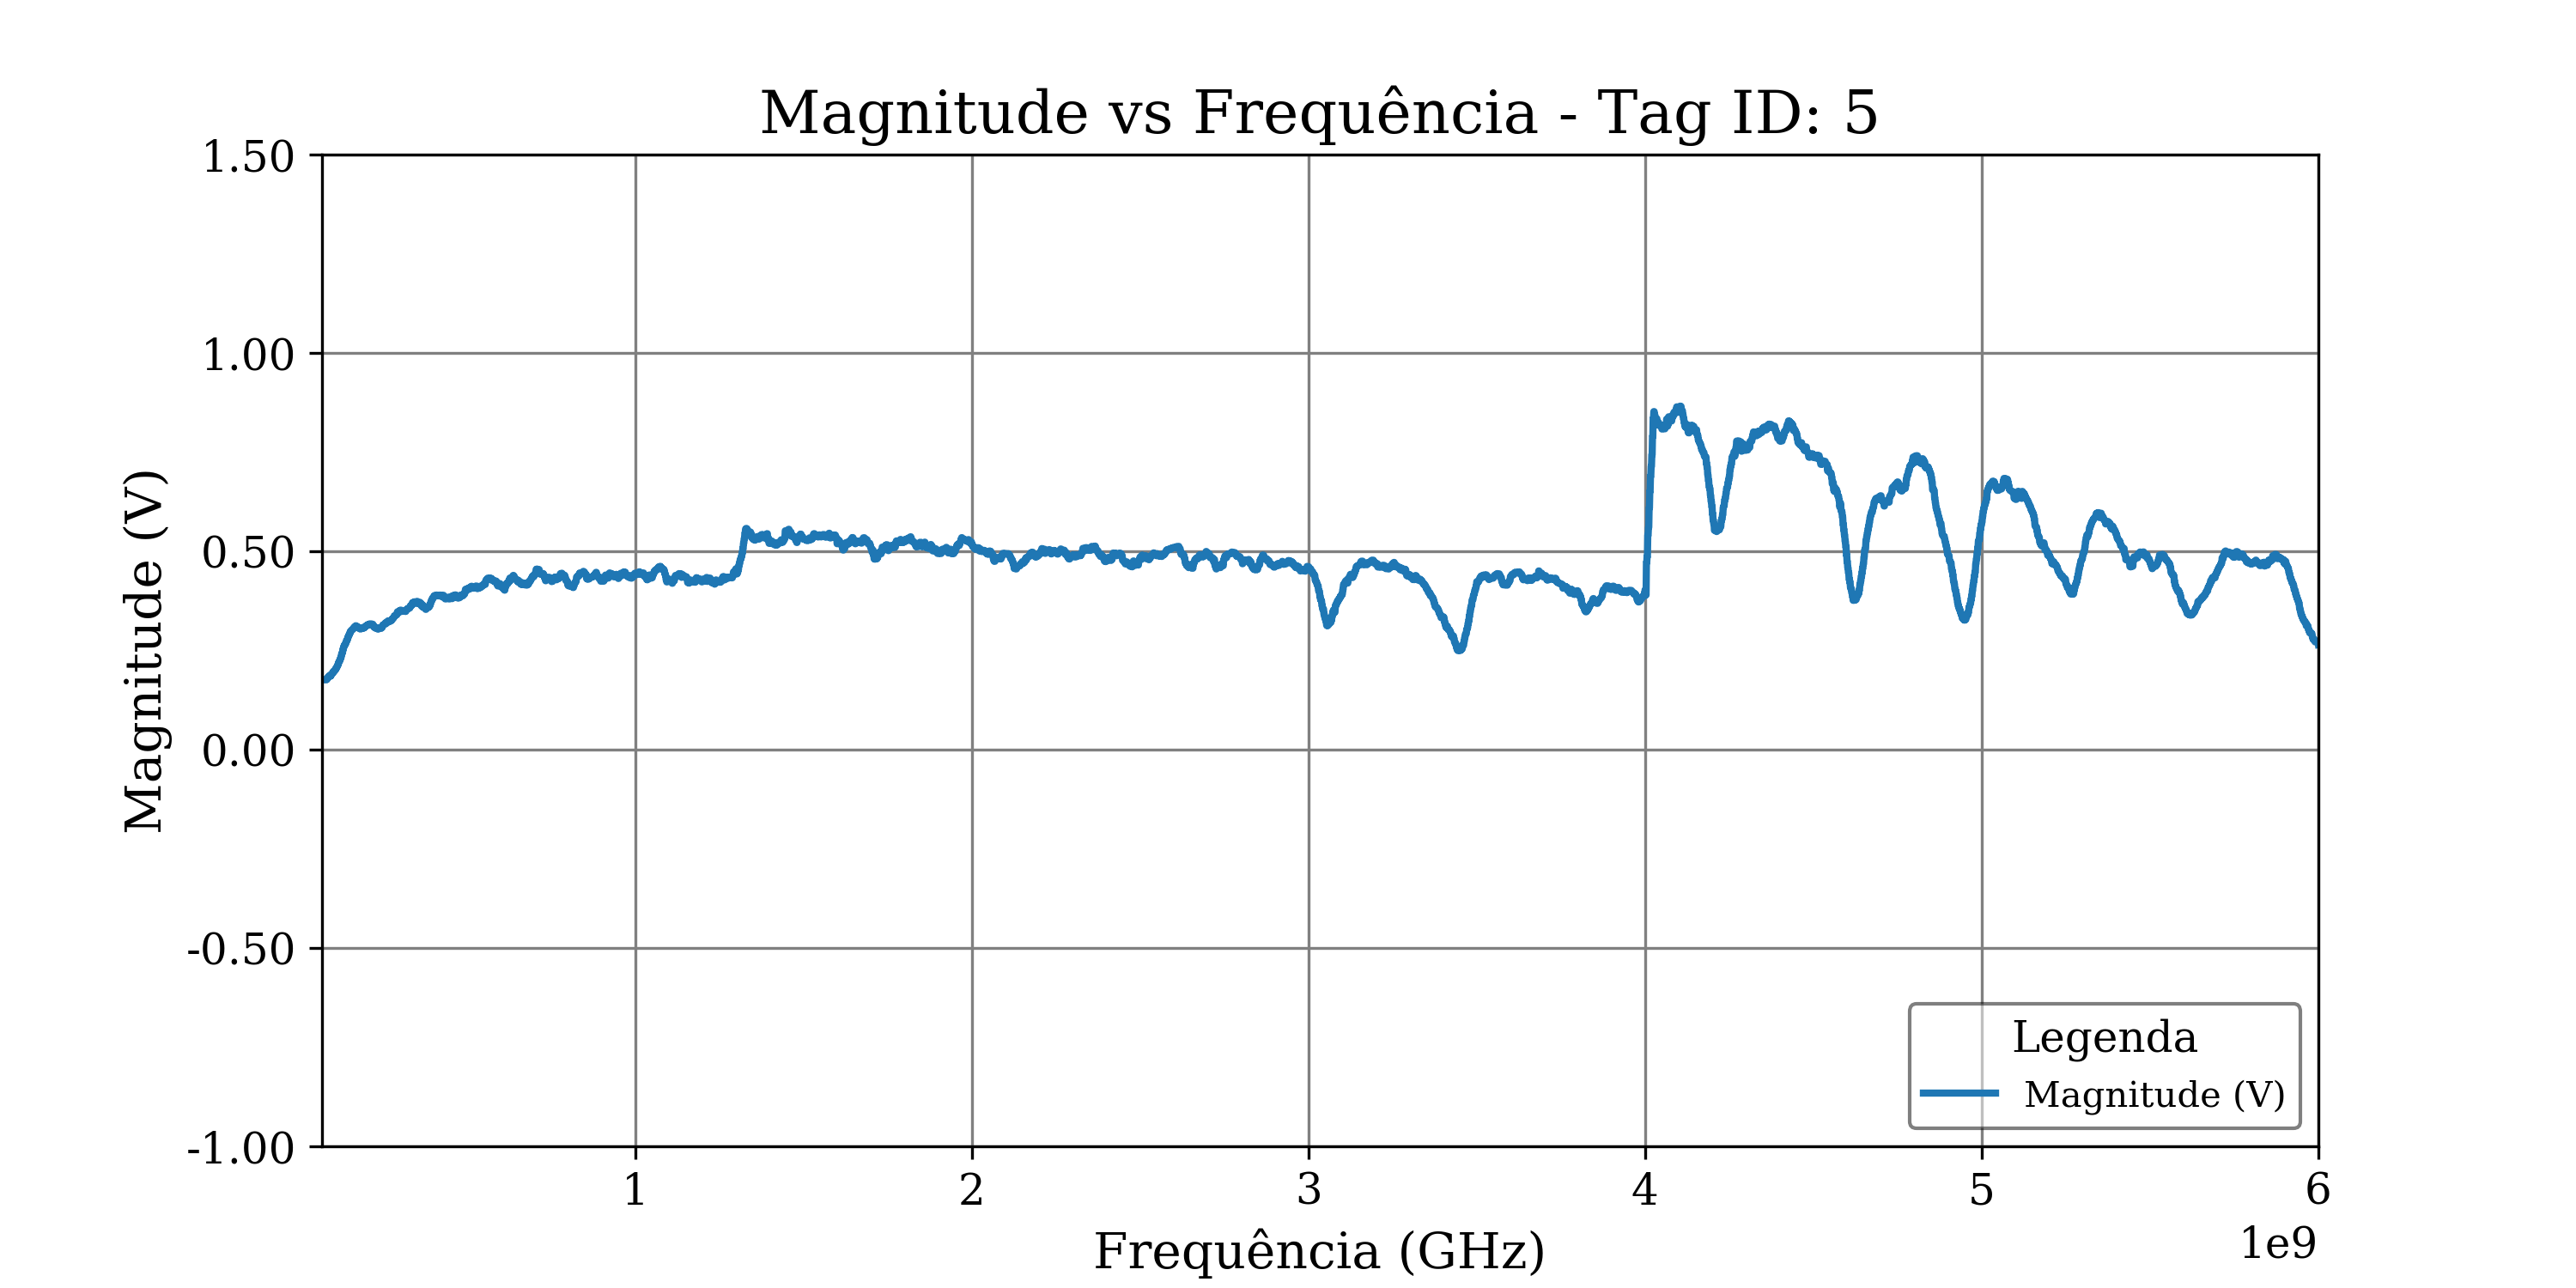 Magnitude vs Frequência - Tag ID: 5
1.50
1.00
0.50
0.00
-0.50
-1.00
Magnitude (V)
Legenda
Magnitude (V)
1 2 3 4 5 6
1e9
Frequência (GHz)